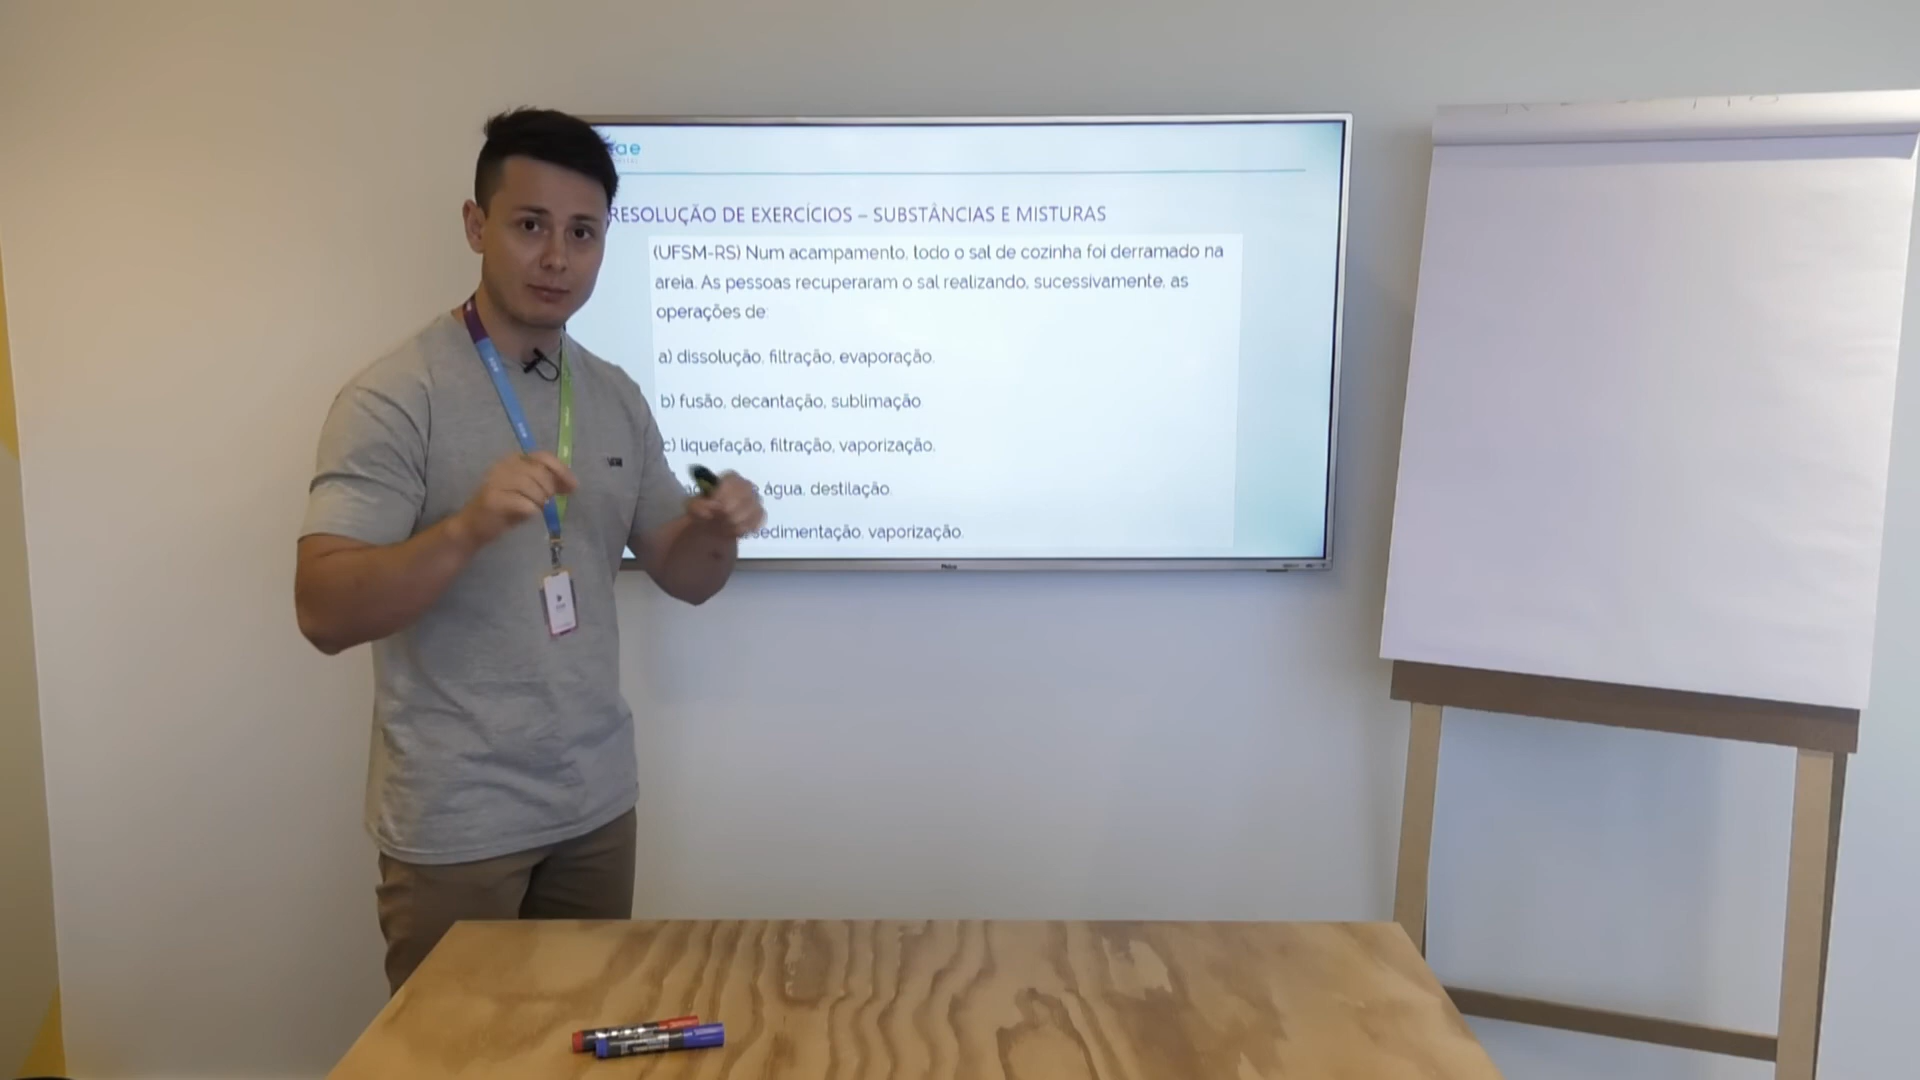 ae
RESOLUÇÃO DE EXERCÍCIOS – SUBSTÂNCIAS E MISTURAS
(UFSM-RS) Num acampamento, todo o sal de cozinha foi derramado na
areia. As pessoas recuperaram o sal realizando, sucessivamente, as
operações de:
a) dissolução, filtração, evaporação.
b) fusão, decantação, sublimação.
c) liquefação, filtração, vaporização.
água, destilação.
sedimentação, vaporização.
Philco